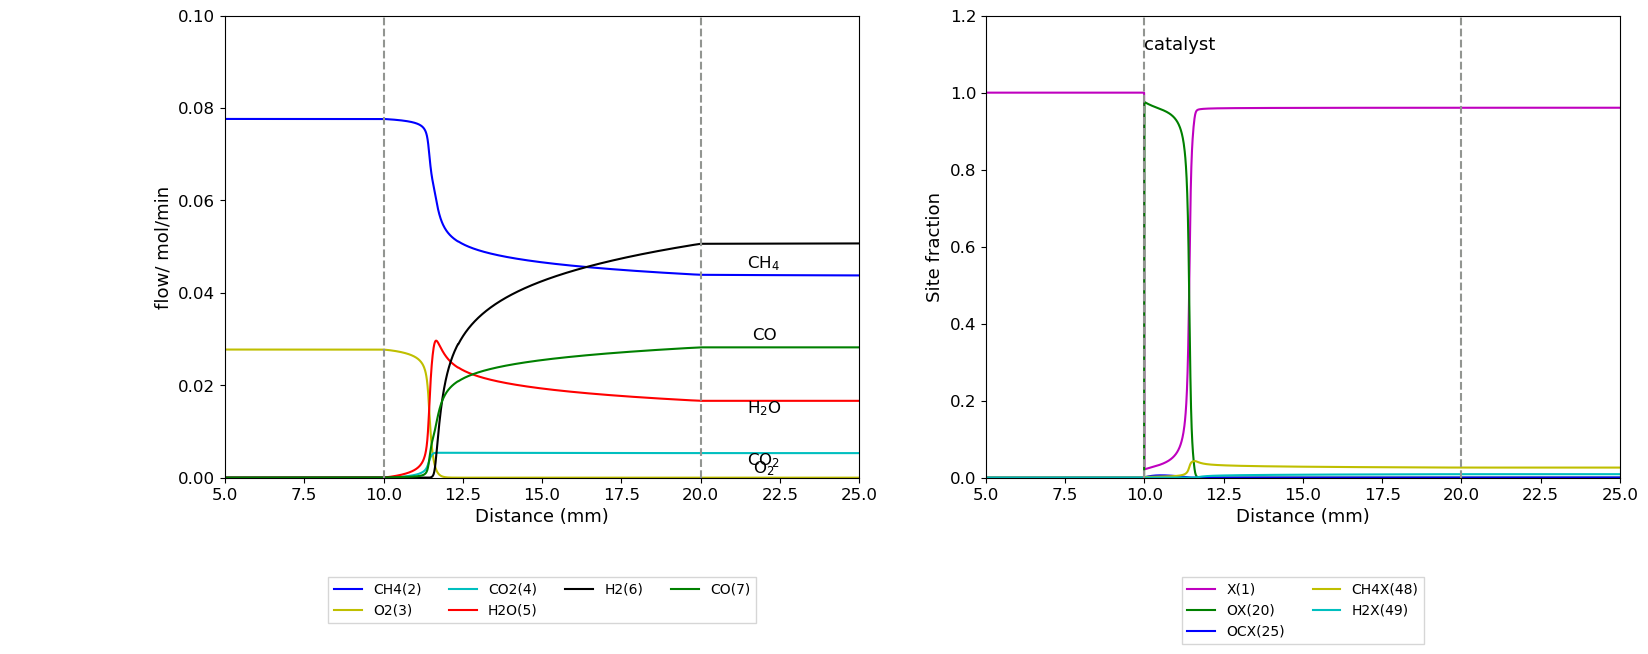 0.10
0.08
0.06
0.04
0.02
0.00
flow/ mol/min
CH4
CO
H2O
CO2
O2
5.0 7.5 10.0 12.5 15.0 17.5 20.0 22.5 25.0
Distance (mm)
CH4(2) CO2(4) H2(6) CO(7)
O2(3) H2O(5)
1.2
1.0
0.8
0.6
0.4
0.2
0.0
Site fraction
catalyst
5.0 7.5 10.0 12.5 15.0 17.5 20.0 22.5 25.0
Distance (mm)
X(1) CH4X(48)
OX(20) H2X(49)
OCX(25)